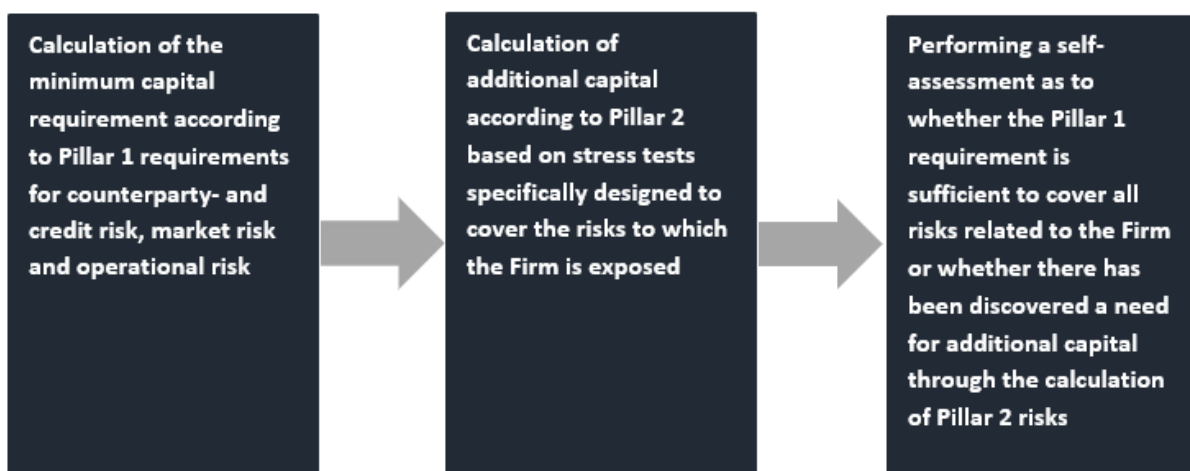 Calculation of the
minimum capital
requirement according
to Pillar 1 requirements
for counterparty- and
credit risk, market risk
and operational risk
Calculation of
additional capital
according to Pillar 2
based on stress tests
specifically designed to
cover the risks to which
the Firm is exposed
Performing a self-
assessment as to
whether the Pillar 1
requirement is
sufficient to cover all
risks related to the Firm
or whether there has
been discovered a need
for additional capital
through the calculation
of Pillar 2 risks